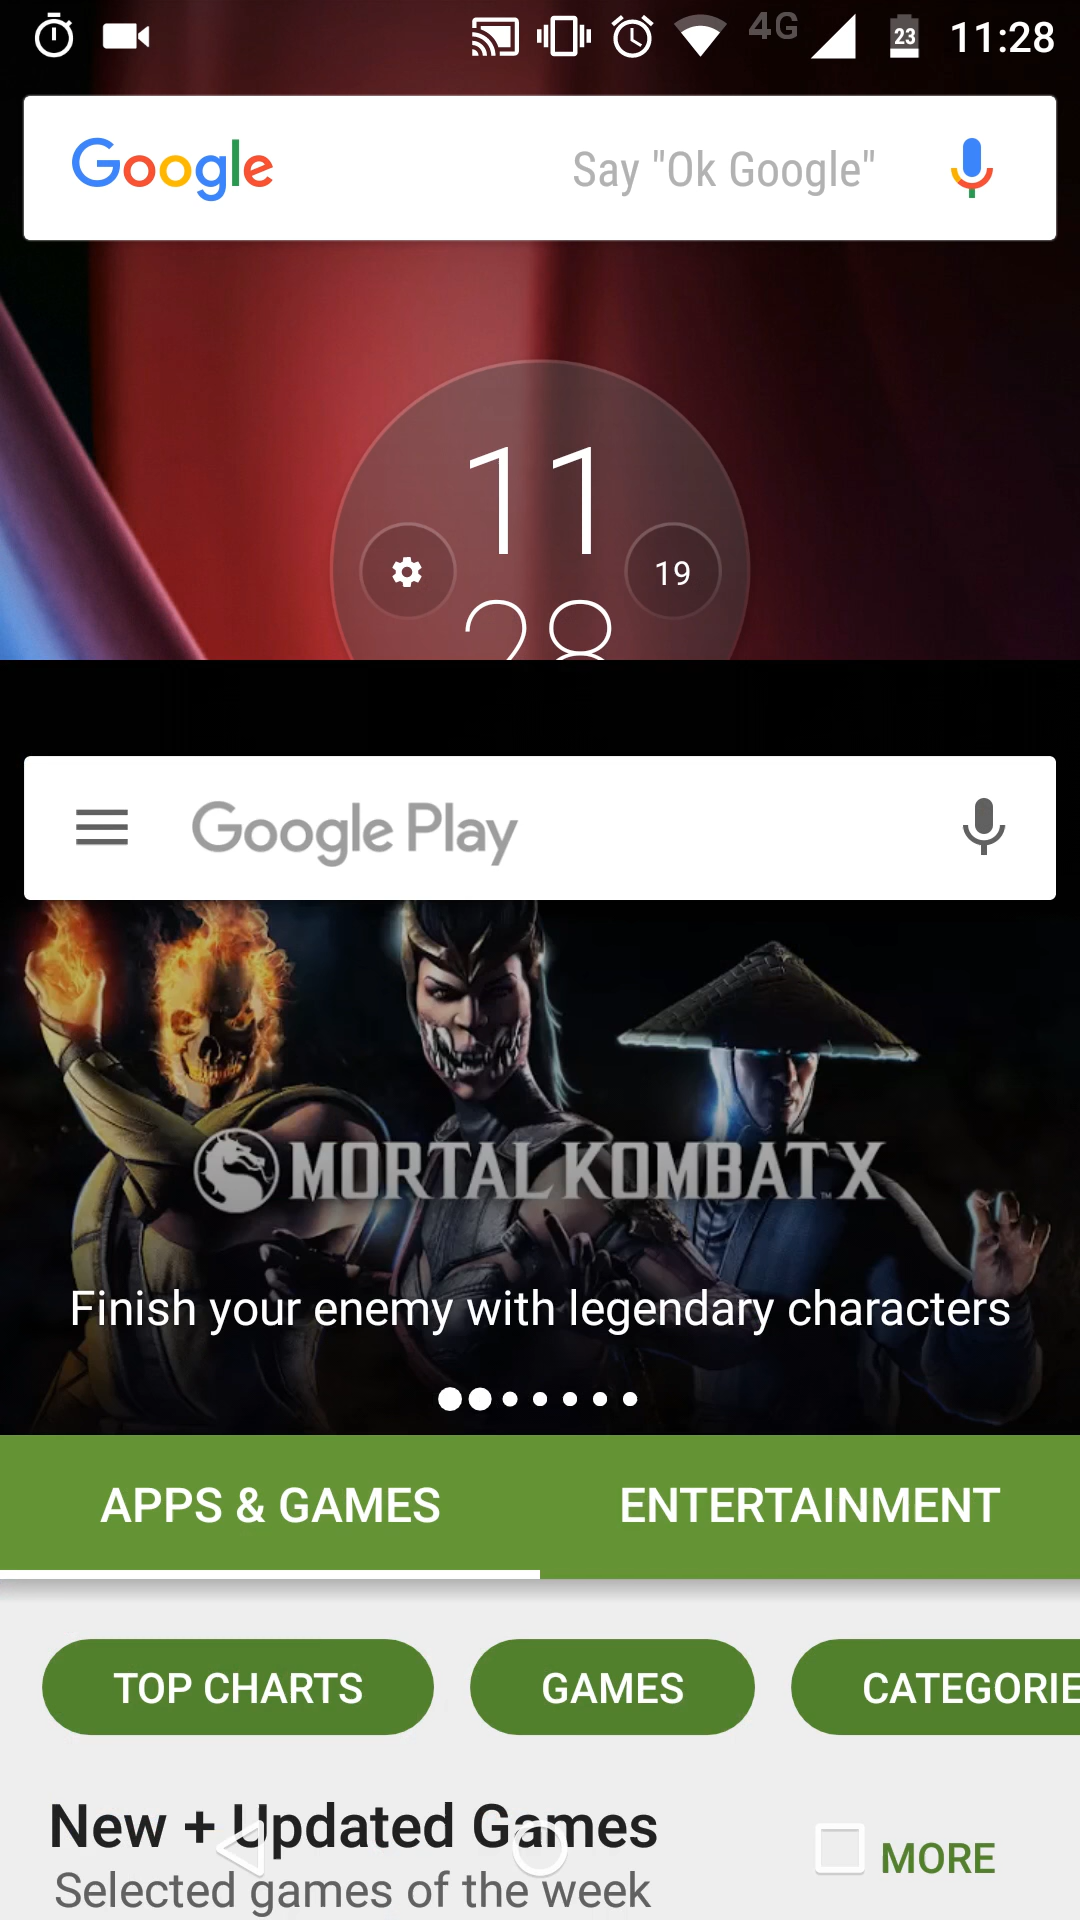 4G 23 11:28
Google Say "Ok Google"
11
19
28
Google Play
MORTAL KOMBAT X
Finish your enemy with legendary characters
APPS & GAMES ENTERTAINMENT
TOP CHARTS GAMES CATEGORIE
New + Updated Games
MORE
Selected games of the week